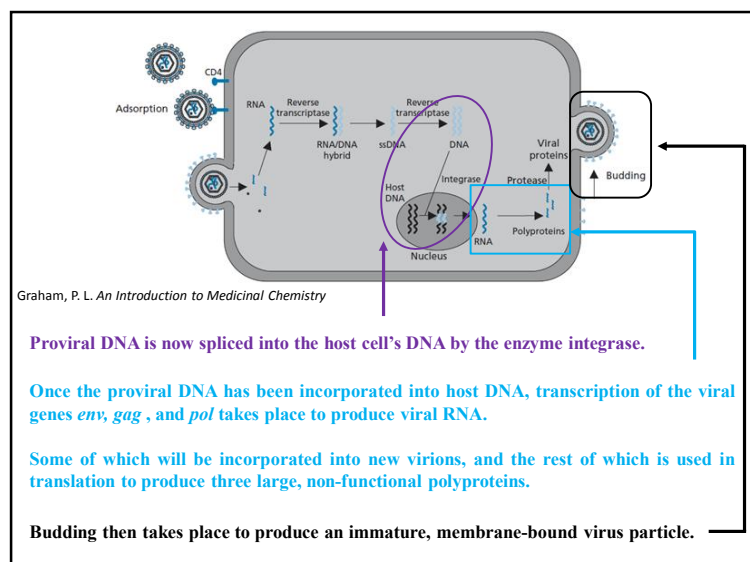 CD4
Adsorption
RNA
Reverse
transcriptase
RNA/DNA
hybrid
ssDNA
Reverse
transcriptase
DNA
Viral
proteins
Integrase
Protease
Budding
Host
DNA
Nucleus
RNA
Polyproteins
Graham, P. L. An Introduction to Medicinal Chemistry
Proviral DNA is now spliced into the host cell's DNA by the enzyme integrase.
Once the proviral DNA has been incorporated into host DNA, transcription of the viral
genes env, gag , and pol takes place to produce viral RNA.
Some of which will be incorporated into new virions, and the rest of which is used in
translation to produce three large, non-functional polyproteins.
Budding then takes place to produce an immature, membrane-bound virus particle.